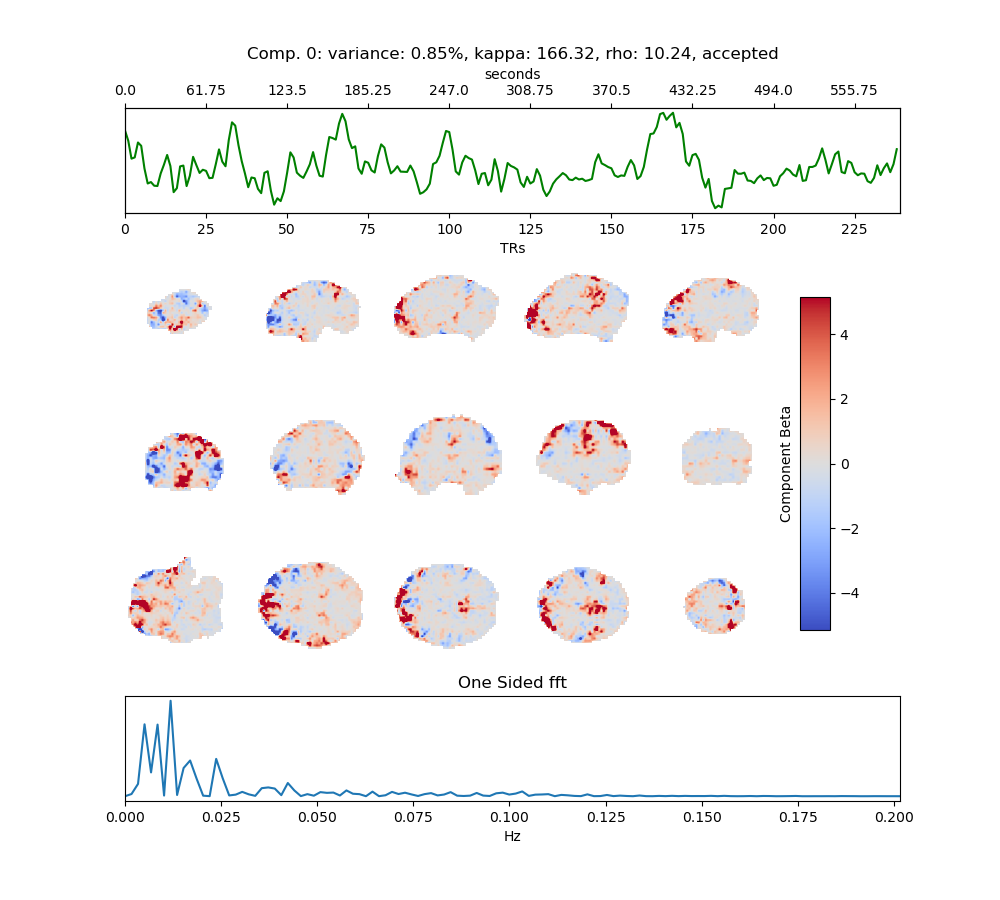 Comp. 0: variance: 0.85%, kappa: 166.32, rho: 10.24, accepted
seconds
0.0 61.75 123.5 185.25 247.0 308.75 370.5 432.25 494.0 555.75
0 25 50 75 100 125 150 175 200 225
TRs
4
2
0
−2
−4
Component Beta
One Sided fft
0.000 0.025 0.050 0.075 0.100 0.125 0.150 0.175 0.200
Hz